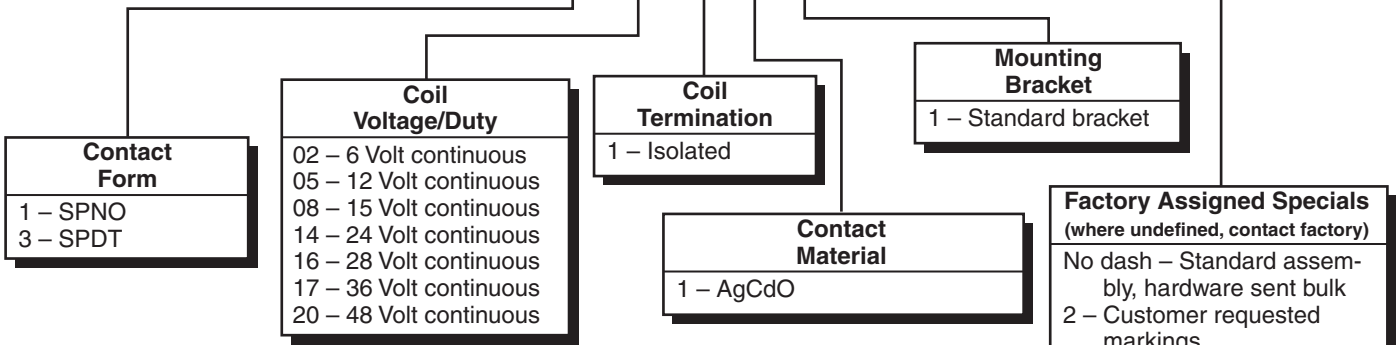 Contact
Form
1 – SPNO
3 – SPDT
Coil
Voltage/Duty
02 – 6 Volt continuous
05 – 12 Volt continuous
08 – 15 Volt continuous
14 – 24 Volt continuous
16 – 28 Volt continuous
17 – 36 Volt continuous
20 – 48 Volt continuous
Coil
Termination
1 – Isolated
Contact
Material
1 – AgCdO
Mounting
Bracket
1 – Standard bracket
Factory Assigned Specials
(where undefined, contact factory)
No dash – Standard assem-
bly, hardware sent bulk
2 – Customer requested
markings